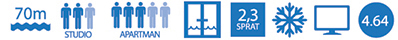 70m
STUDIO
APARTMAN
2,3
SPRAT
4.64